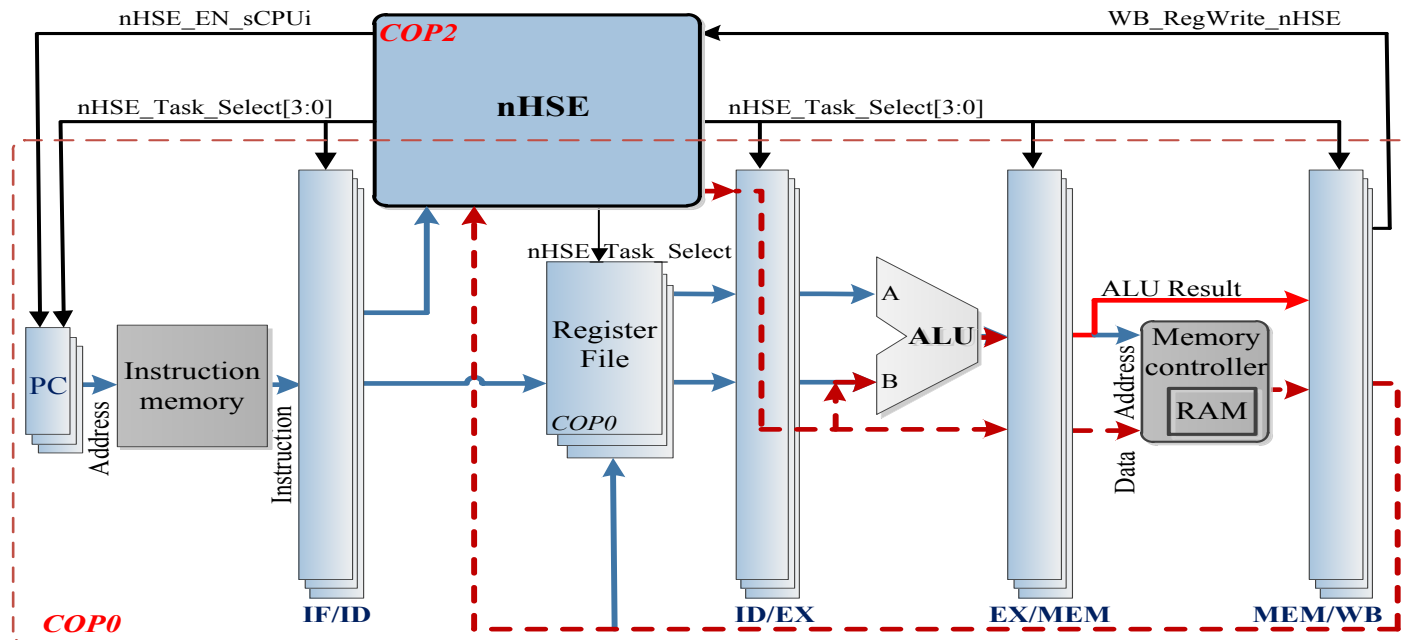 nHSE_EN_sCPUi
WB_RegWrite_nHSE
COP2
nHSE
nHSE_Task_Select[3:0]
nHSE_Task_Select[3:0]
nHSE_Task_Select
PC
Address
Instruction
memory
Instruction
Register
File
COP0
A
B
ALU
ALU Result
Memory
controller
RAM
Address
Data
COP0
IF/ID
ID/EX
EX/MEM
MEM/WB